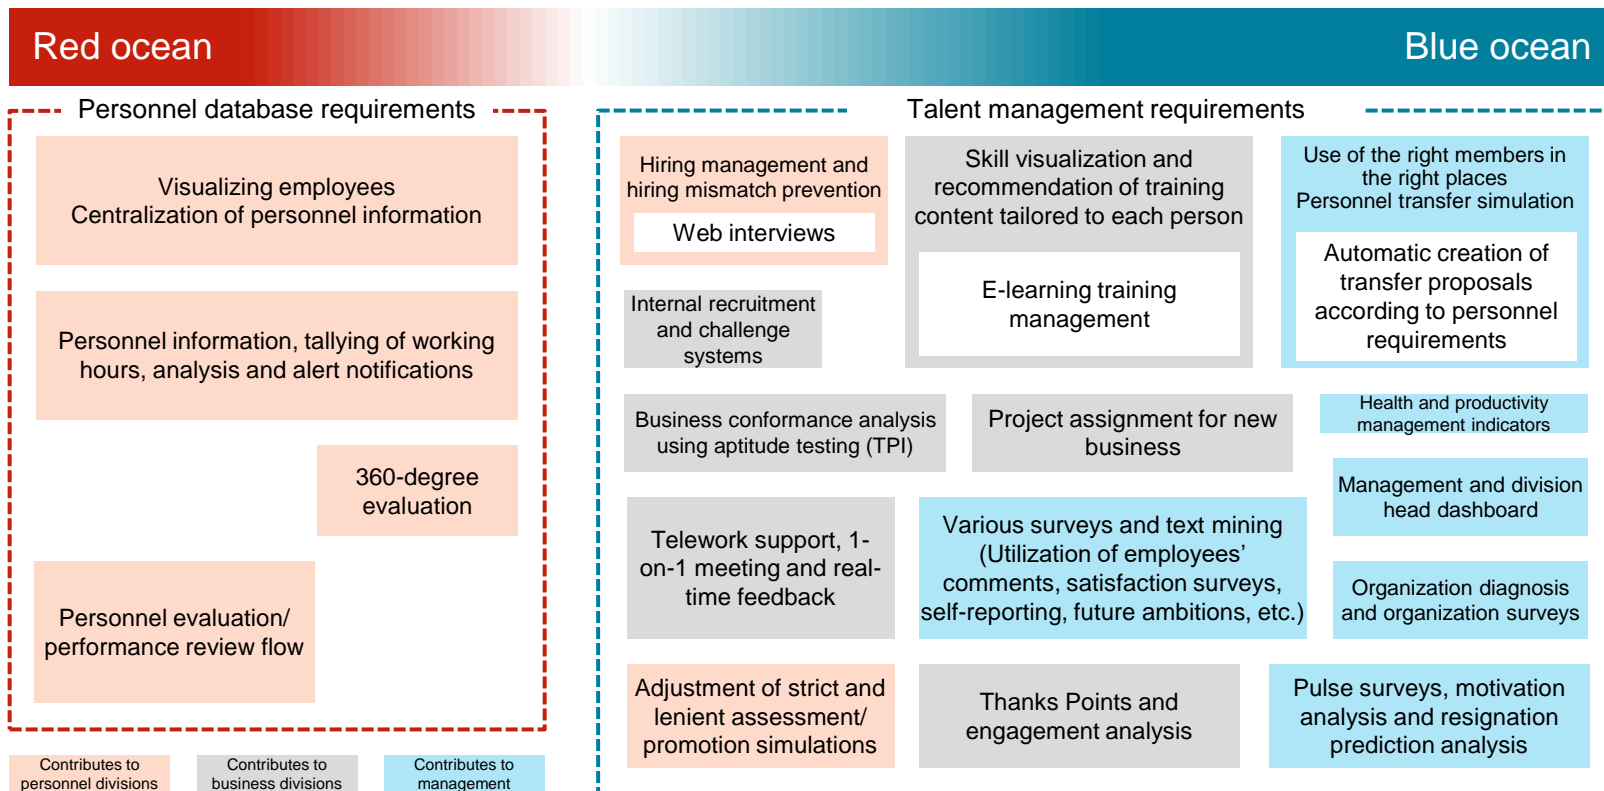 Red ocean
Blue ocean
Personnel database requirements
Visualizing employees
Centralization of personnel information
Personnel information, tallying of working
hours, analysis and alert notifications
360-degree
evaluation
Personnel evaluation/
performance review flow
Contributes to
personnel divisions
Contributes to
business divisions
Contributes to
management
Talent management requirements
Hiring management and
hiring mismatch prevention
Web interviews
Skill visualization and
recommendation of training
content tailored to each person
E-learning training
management
Use of the right members in
the right places
Personnel transfer simulation
Automatic creation of
transfer proposals
according to personnel
requirements
Internal recruitment
and challenge
systems
Business conformance analysis
using aptitude testing (TPI)
Project assignment for new
business
Health and productivity
management indicators
Management and division
head dashboard
Telework support, 1-
on-1 meeting and real-
time feedback
Various surveys and text mining
(Utilization of employees’
comments, satisfaction surveys,
self-reporting, future ambitions, etc.)
Organization diagnosis
and organization surveys
Adjustment of strict and
lenient assessment/
promotion simulations
Thanks Points and
engagement analysis
Pulse surveys, motivation
analysis and resignation
prediction analysis